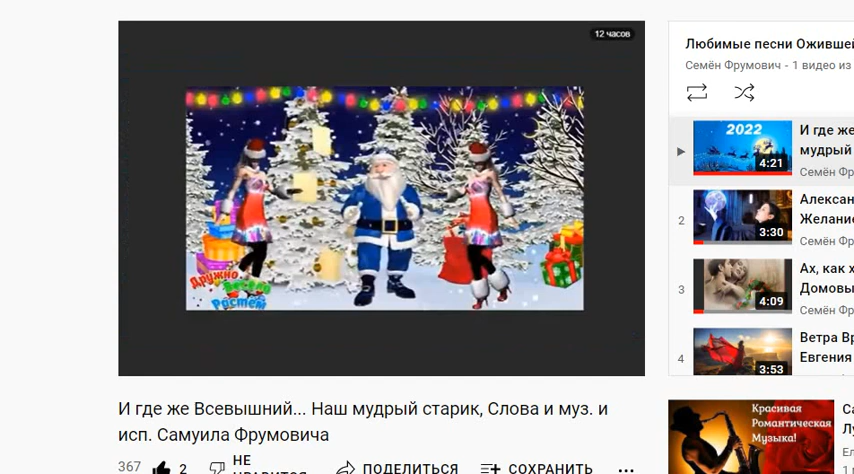 12 часов
Дружно
Весело
Растём
И где же Всевышний... Наш мудрый старик, Слова и муз. и
исп. Самуила Фрумовича
367 2 НЕ ПОДЕЛИТЬСЯ СОХРАНИТЬ ...
Любимые песни Ожившей
Семён Фрумович - 1 видео из
2022
4:21
И где же
мудрый
Семён Фр
2
3:30
Алексан
Желание
Семён Фр
3
4:09
Ах, как х
Домовы
Семён Фр
4
3:53
Ветра Вр
Евгения
Красивая
Романтическая
Музыка!